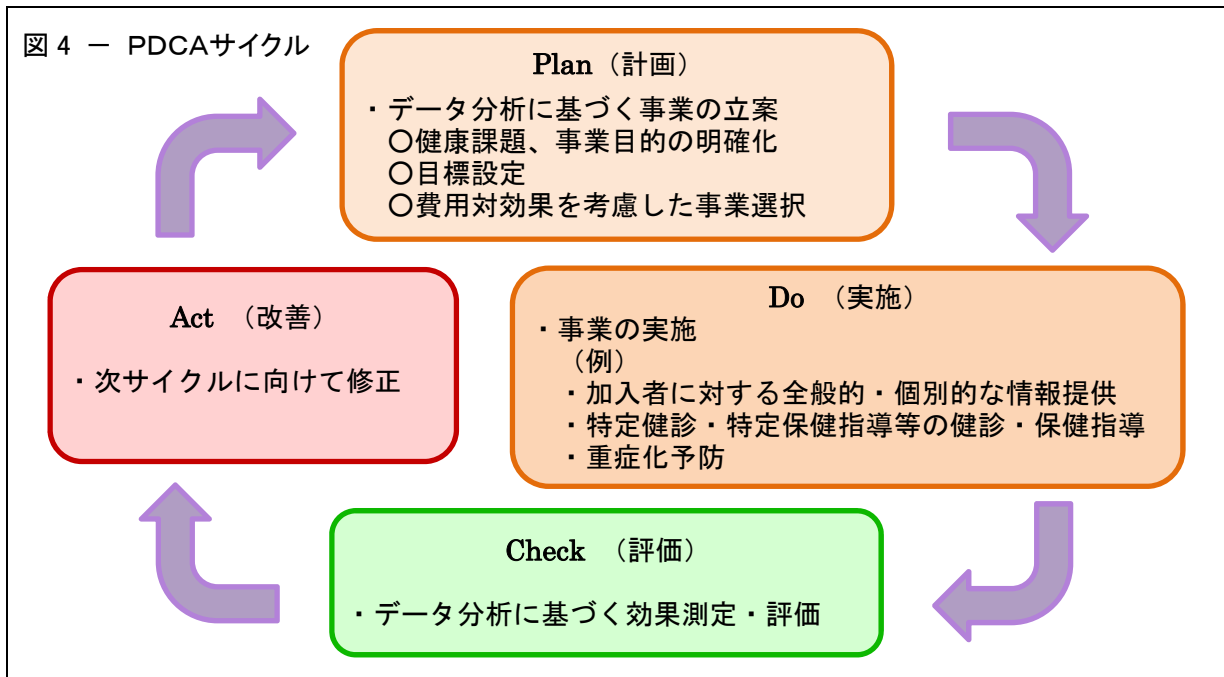 図 4 － PDCAサイクル
Plan（計画）
・データ分析に基づく事業の立案
○健康課題、事業目的の明確化
○目標設定
○費用対効果を考慮した事業選択
Do （実施）
・事業の実施
（例）
・加入者に対する全般的・個別的な情報提供
・特定健診・特定保健指導等の健診・保健指導
・重症化予防
Check （評価）
・データ分析に基づく効果測定・評価
Act （改善）
・次サイクルに向けて修正